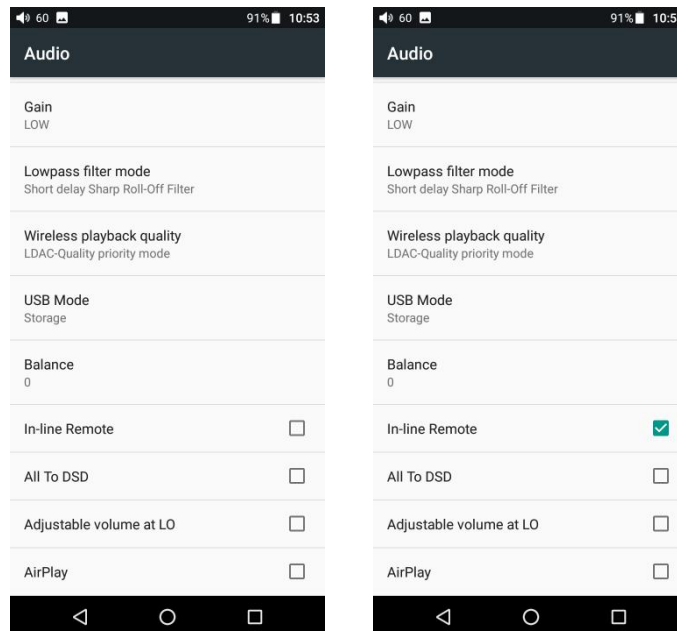 60 91% 10:53
Audio
Gain
LOW
Lowpass filter mode
Short delay Sharp Roll-Off Filter
Wireless playback quality
LDAC-Quality priority mode
USB Mode
Storage
Balance
0
In-line Remote
All To DSD
Adjustable volume at LO
AirPlay
60 91% 10:5
Audio
Gain
LOW
Lowpass filter mode
Short delay Sharp Roll-Off Filter
Wireless playback quality
LDAC-Quality priority mode
USB Mode
Storage
Balance
0
In-line Remote
All To DSD
Adjustable volume at LO
AirPlay